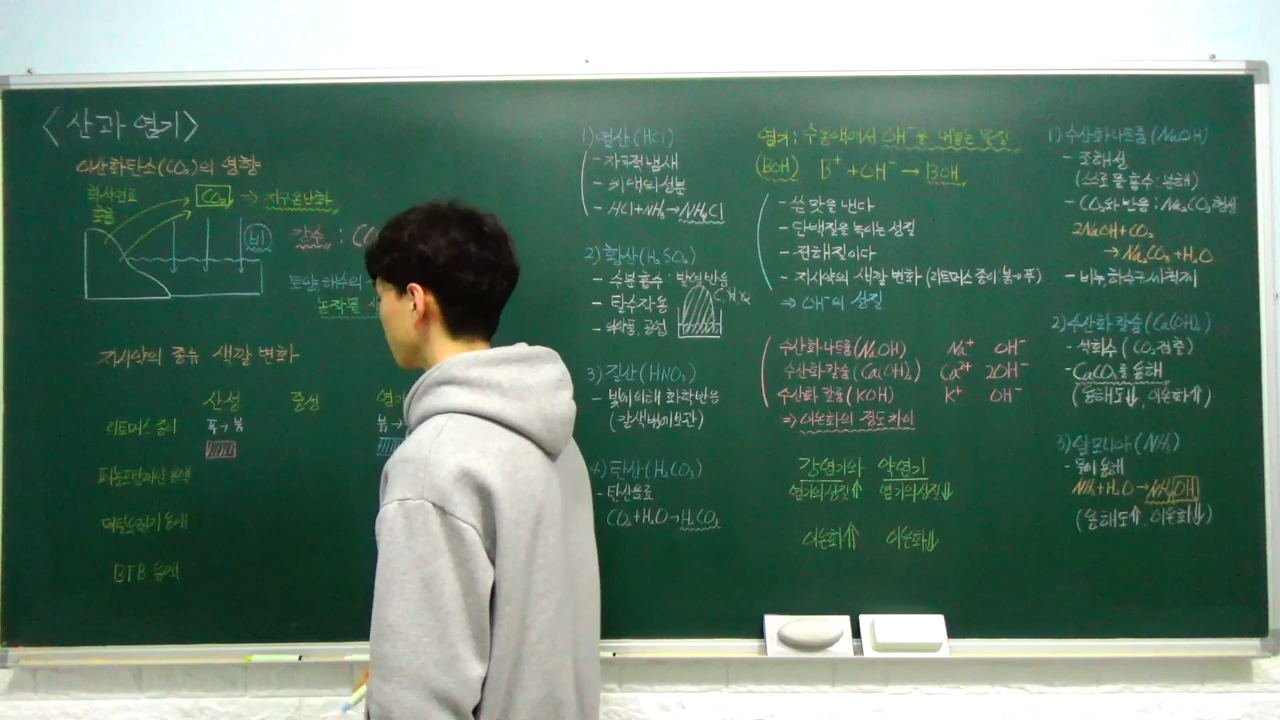 <산과 염기>
이산화탄소(CO₂)의 영향
화석연료
CO₂ → 지구온난화
비
감소 : CO
토양, 해수의
농작물
지시약의 종류 색깔 변화
산성 중성 염기
리트머스 종이 푸→붉 붉→
페놀프탈레인 용액
메틸오렌지 용액
BTB 용액
1) 염산(HCl)
- 자극적 냄새
- 위액의 성분
- HCl+NH₃→NH₄Cl
2) 황산(H₂SO₄)
- 수분흡수 : 발열반응
- 탈수작용
- 의약품, 공업
3) 질산(HNO₃)
- 빛에 의해 화학반응
(갈색병에 보관)
4) 탄산(H₂CO₃)
- 탄산음료
CO₂+H₂O→H₂CO₃
염기 : 수용액에서 OH⁻을 내놓는 물질
(BOH) B⁺+OH⁻→BOH
- 쓴 맛을 낸다
- 단백질을 녹이는 성질
- 전해질이다
- 지시약의 색깔 변화 (리트머스 종이 : 붉→푸)
⇒ OH⁻의 성질
수산화 나트륨(NaOH) Na⁺ OH⁻
수산화 칼슘(Ca(OH)₂) Ca²⁺ 2OH⁻
수산화 칼륨(KOH) K⁺ OH⁻
⇒ 이온화의 정도 차이
강염기와 약염기
염기의 성질⇑ 염기의 성질⇓
이온화⇑ 이온화⇓
1) 수산화나트륨(NaOH)
- 조해성
(스스로 물 흡수 : 용해)
- CO₂와 반응 : Na₂CO₃ 형성
2NaOH+CO₂
→ Na₂CO₃+H₂O
- 비누, 하수구 세척제
2) 수산화 칼슘(Ca(OH)₂)
- 석회수 (CO₂ 검출)
- CaCO₃를 용해
(용해도⇓, 이온화⇑)
3) 암모니아(NH₃)
- 물에 용해
NH₃+H₂O→NH₄OH
(용해도⇑ 이온화⇓)